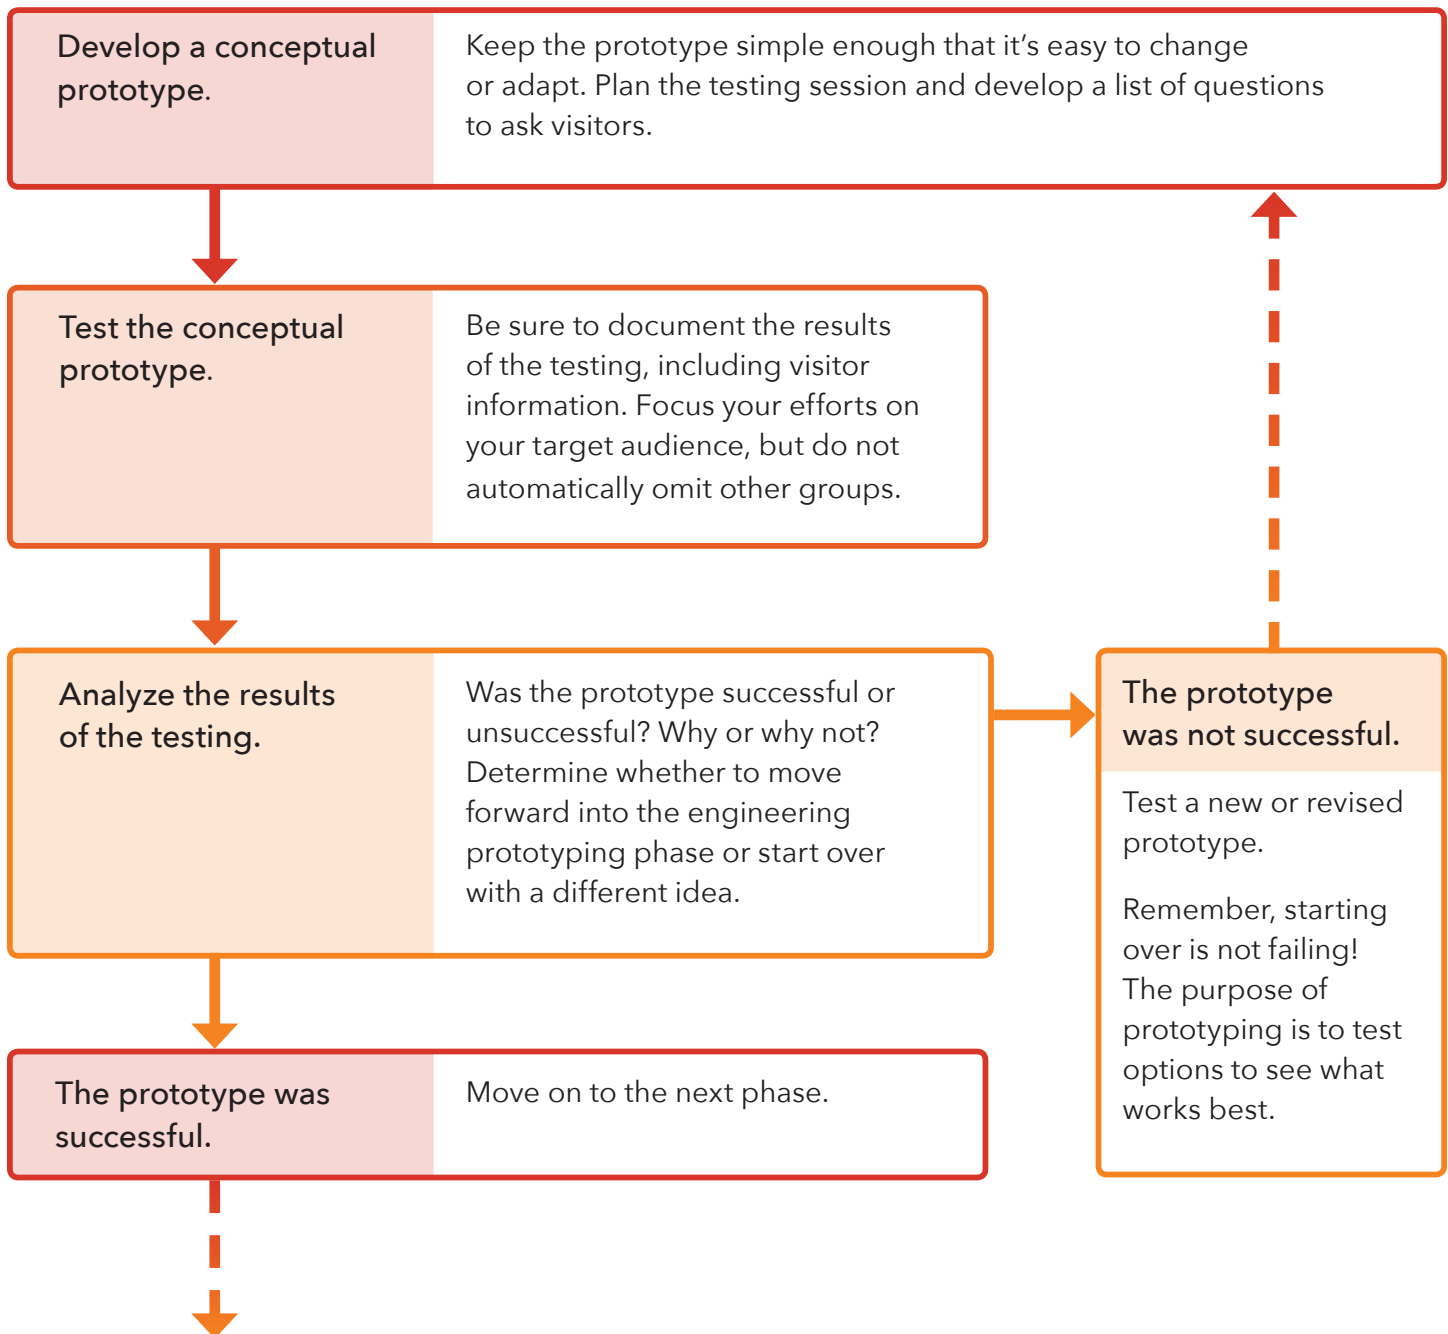 Develop a conceptual
prototype.
Keep the prototype simple enough that it’s easy to change
or adapt. Plan the testing session and develop a list of questions
to ask visitors.
Test the conceptual
prototype.
Be sure to document the results
of the testing, including visitor
information. Focus your efforts on
your target audience, but do not
automatically omit other groups.
Analyze the results
of the testing.
Was the prototype successful or
unsuccessful? Why or why not?
Determine whether to move
forward into the engineering
prototyping phase or start over
with a different idea.
The prototype
was not successful.
Test a new or revised
prototype.
Remember, starting
over is not failing!
The purpose of
prototyping is to test
options to see what
works best.
The prototype was
successful.
Move on to the next phase.